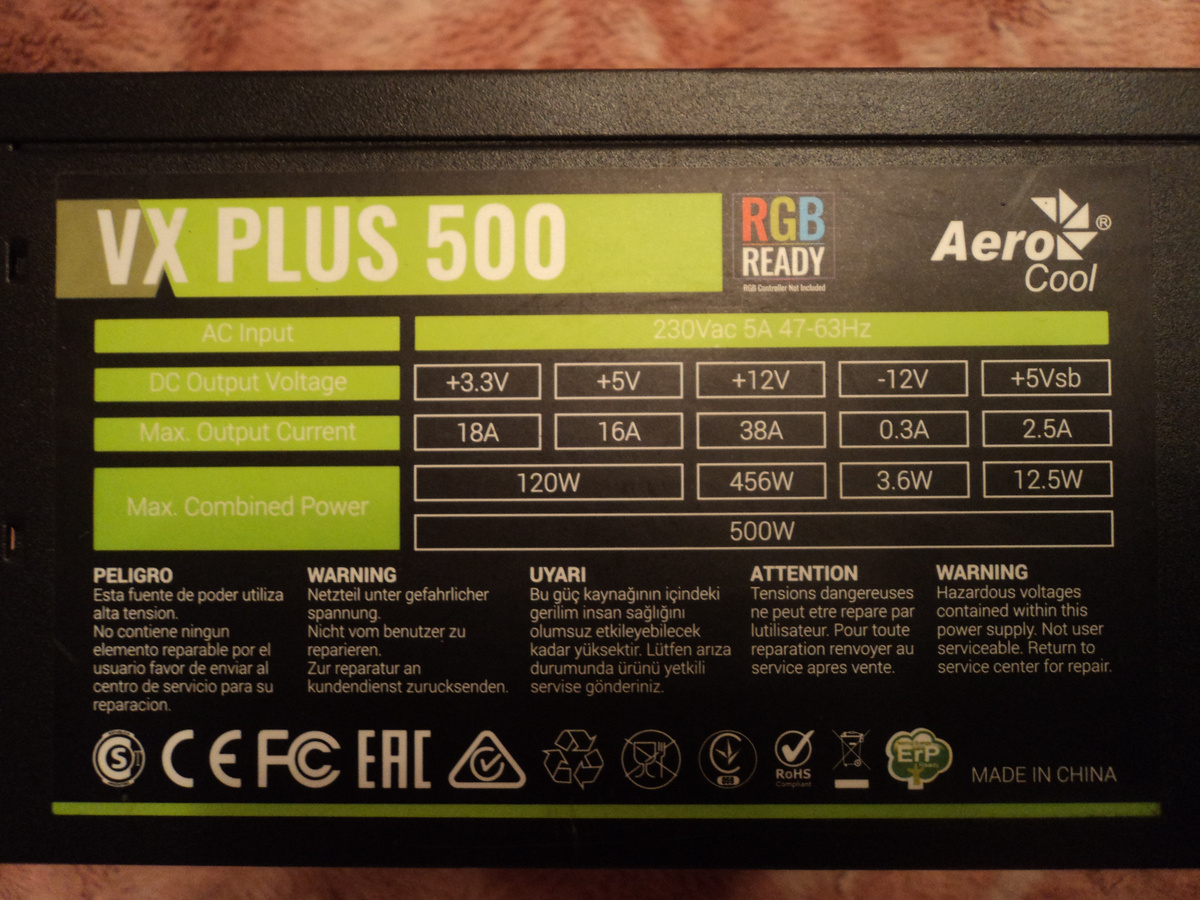 VX PLUS 500
RGB
READY
RGB Controller Not Included
Aero
Cool
®
AC Input
230Vac 5A 47-63Hz
DC Output Voltage
+3.3V
+5V
+12V
-12V
+5Vsb
Max. Output Current
18A
16A
38A
0.3A
2.5A
Max. Combined Power
120W
456W
3.6W
12.5W
500W
PELIGRO
Esta fuente de poder utiliza
alta tension.
No contiene ningun
elemento reparable por el
usuario favor de enviar al
centro de servicio para su
reparacion.
WARNING
Netzteil unter gefahrlicher
spannung.
Nicht vom benutzer zu
reparieren.
Zur reparatur an
kundendienst zurucksenden.
UYARI
Bu güç kaynağının içindeki
gerilim insan sağlığını
olumsuz etkileyebilecek
kadar yüksektir. Lütfen arıza
durumunda ürünü yetkili
servise gönderiniz.
ATTENTION
Tensions dangereuses
ne peut etre repare par
lutilisateur. Pour toute
reparation renvoyer au
service apres vente.
WARNING
Hazardous voltages
contained within this
power supply. Not user
serviceable. Return to
service center for repair.
S
CE
FC
EAC
RoHS
Compliant
ErP
MADE IN CHINA